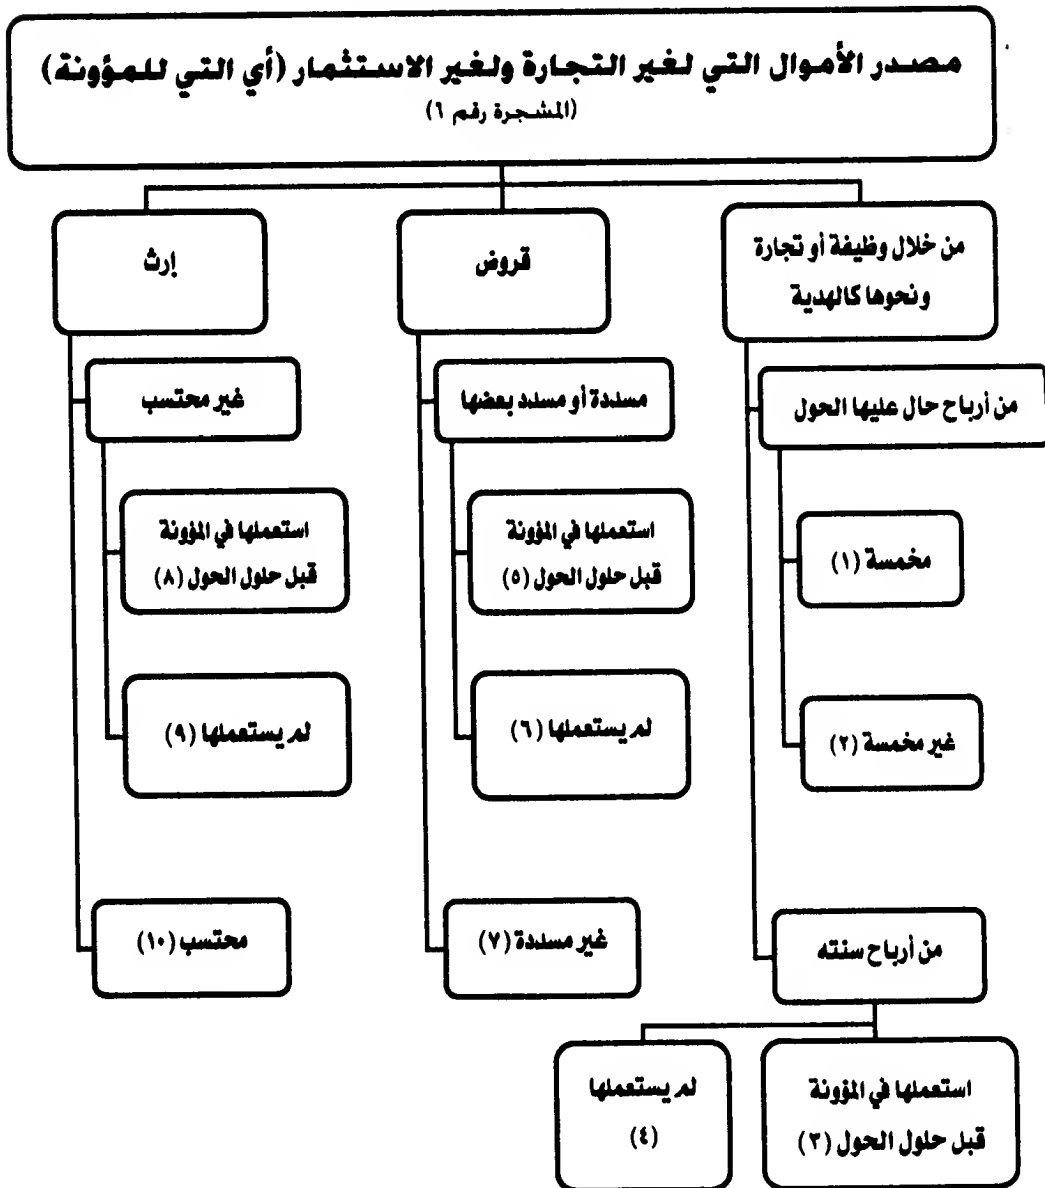 مصدر الأموال التي لغير التجارة ولغير الاستثمار (أي التي للمؤونة)
(المشجرة رقم ٦)
من خلال وظيفة أو تجارة
ونحوها كالهدية
من أرباح حال عليها الحول
مخمسة (١)
غير مخمسة (٢)
من أرباح سنته
استعملها في المؤونة
قبل حلول الحول (٣)
لم يستعملها
(٤)
قروض
مسددة أو مسدد بعضها
استعملها في المؤونة
قبل حلول الحول (٥)
لم يستعملها (٦)
غير مسددة (٧)
إرث
غير محتسب
استعملها في المؤونة
قبل حلول الحول (٨)
لم يستعملها (٩)
محتسب (١٠)